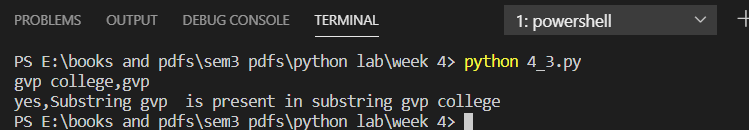 PROBLEMS OUTPUT DEBUG CONSOLE TERMINAL 1: powershell
PS E:\books and pdfs\sem3 pdfs\python lab\week 4> python 4_3.py
gvp college,gvp
yes,Substring gvp  is present in substring gvp college
PS E:\books and pdfs\sem3 pdfs\python lab\week 4>